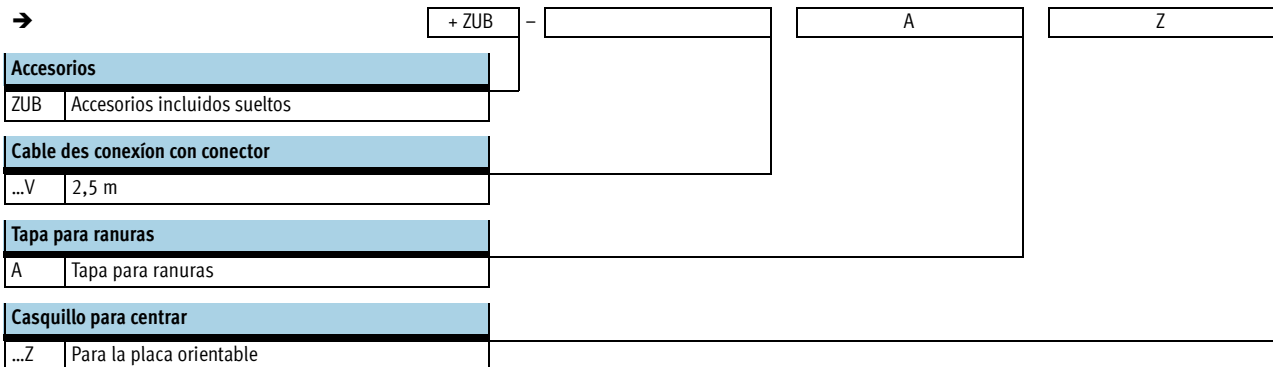 ➔ + ZUB – A Z
Accesorios
ZUB Accesorios incluidos sueltos
Cable des conexíon con conector
...V 2,5 m
Tapa para ranuras
A Tapa para ranuras
Casquillo para centrar
...Z Para la placa orientable